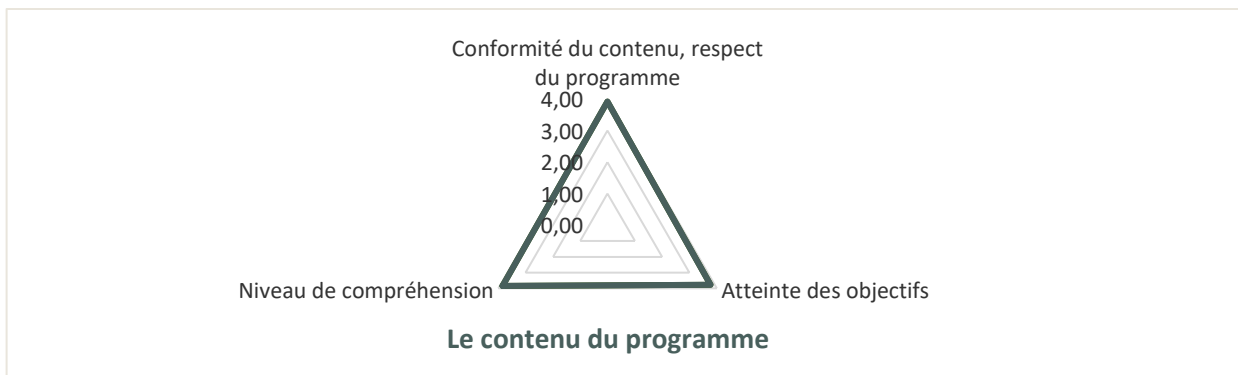 Conformité du contenu, respect
du programme
4,00
3,00
2,00
1,00
0,00
Niveau de compréhension
Atteinte des objectifs
Le contenu du programme